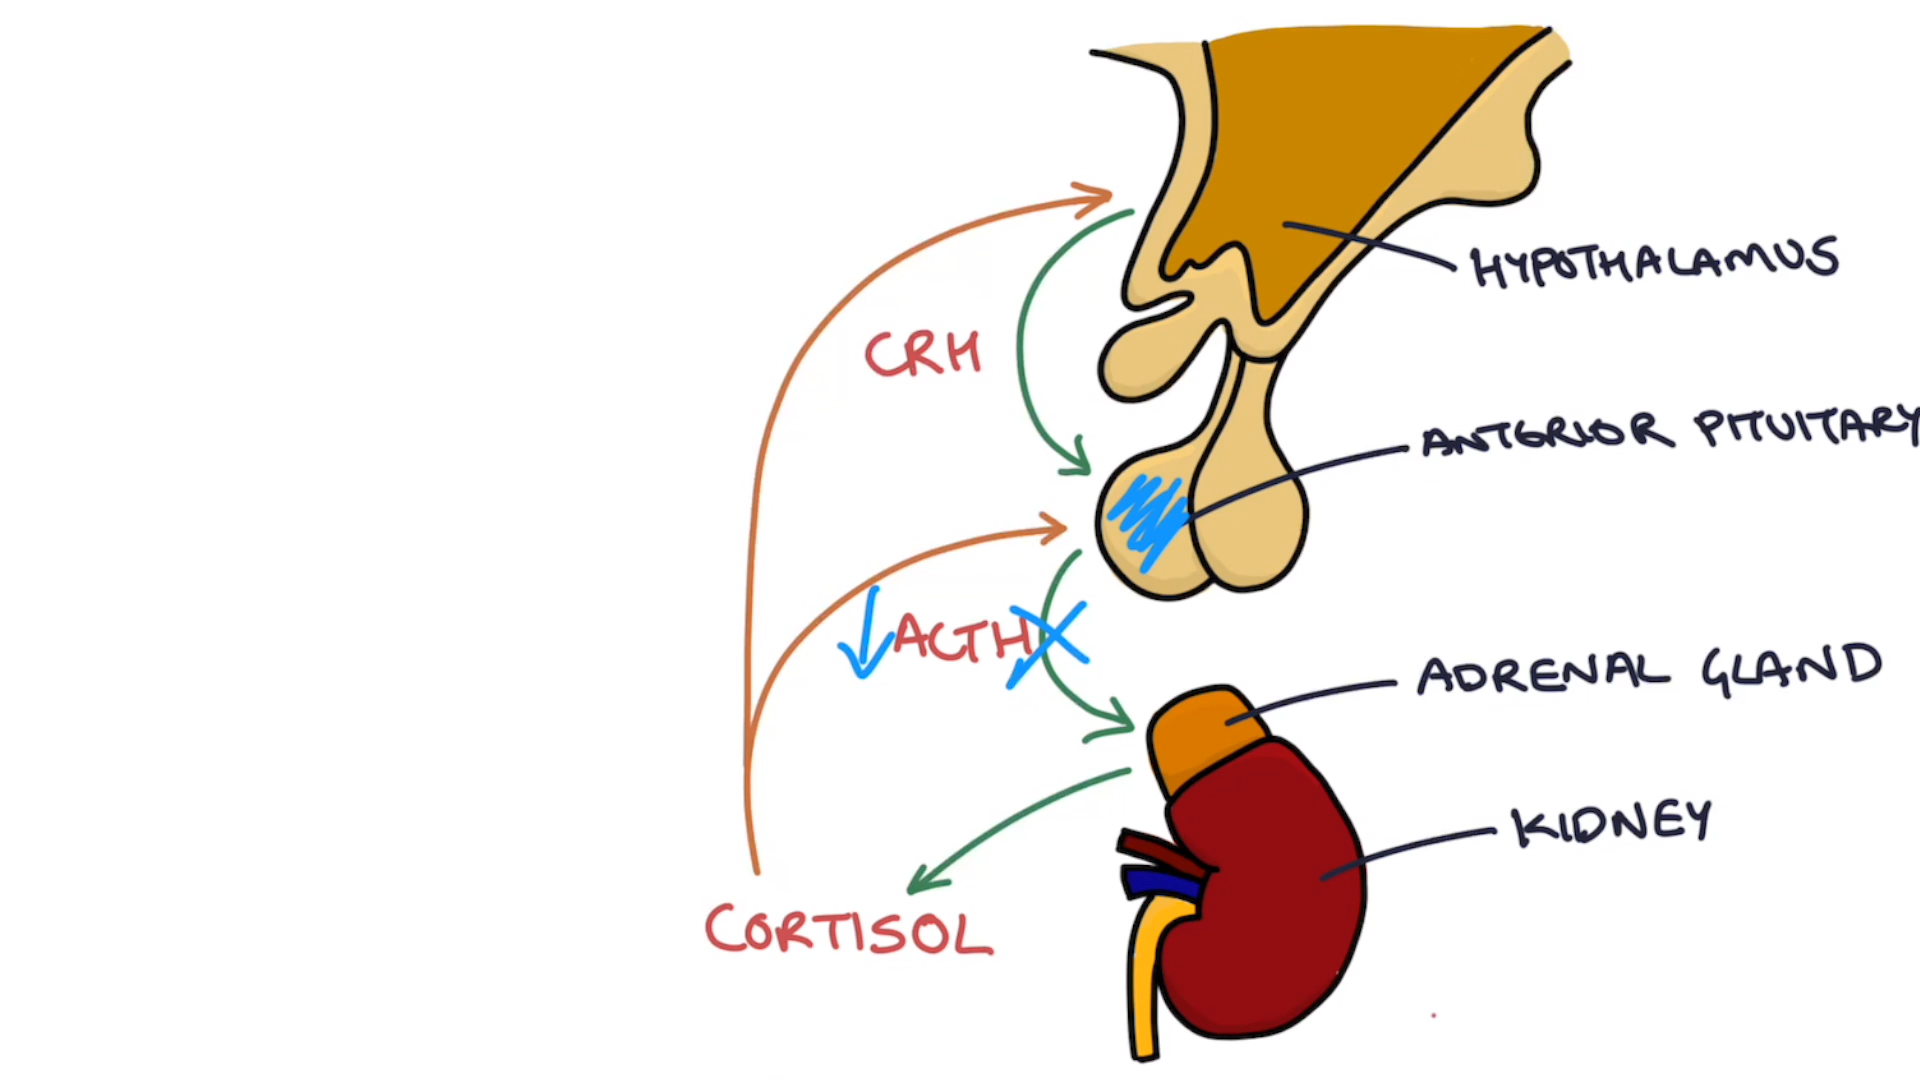 HYPOTHALAMUS
CRH
ANTERIOR PITUITARY
ACTH
ADRENAL GLAND
KIDNEY
CORTISOL